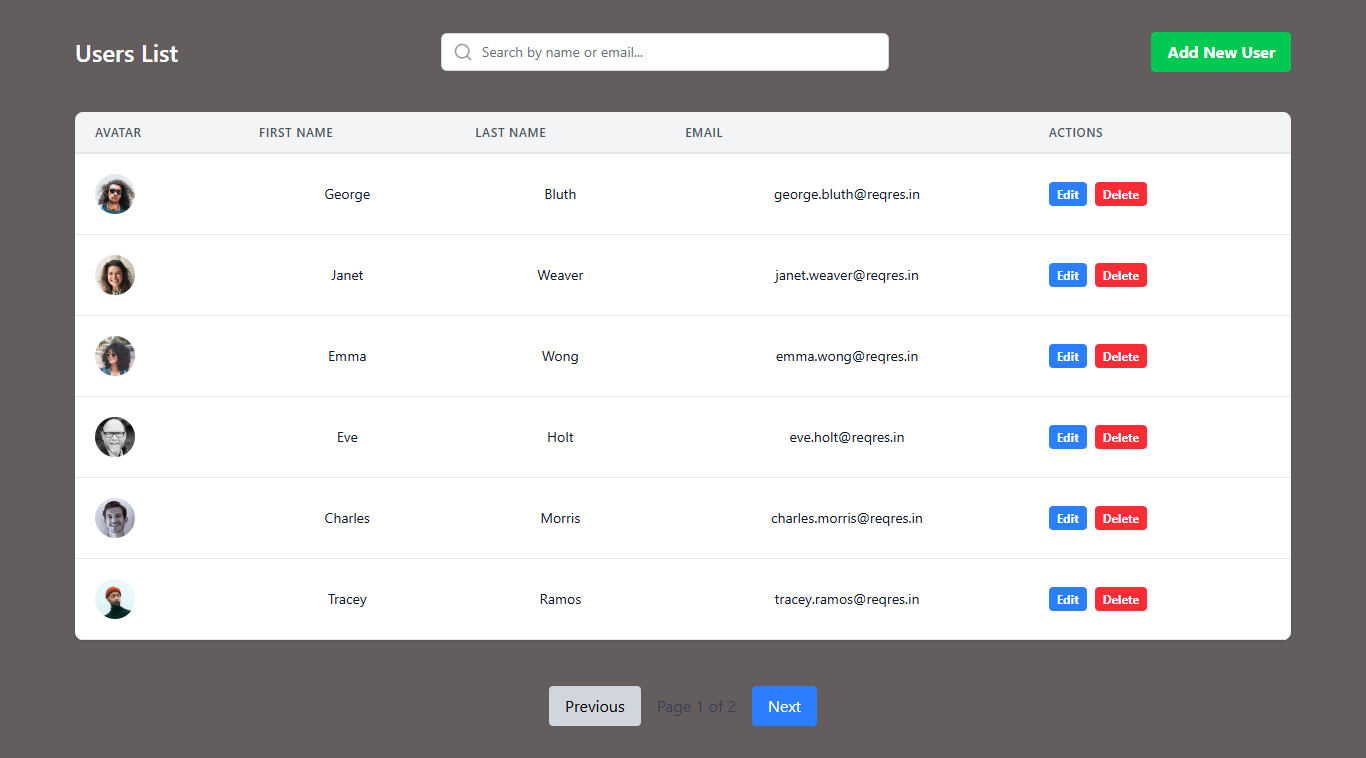 Users List
Search by name or email...
Add New User
AVATAR FIRST NAME LAST NAME EMAIL ACTIONS
George Bluth george.bluth@reqres.in Edit Delete
Janet Weaver janet.weaver@reqres.in Edit Delete
Emma Wong emma.wong@reqres.in Edit Delete
Eve Holt eve.holt@reqres.in Edit Delete
Charles Morris charles.morris@reqres.in Edit Delete
Tracey Ramos tracey.ramos@reqres.in Edit Delete
Previous Page 1 of 2 Next